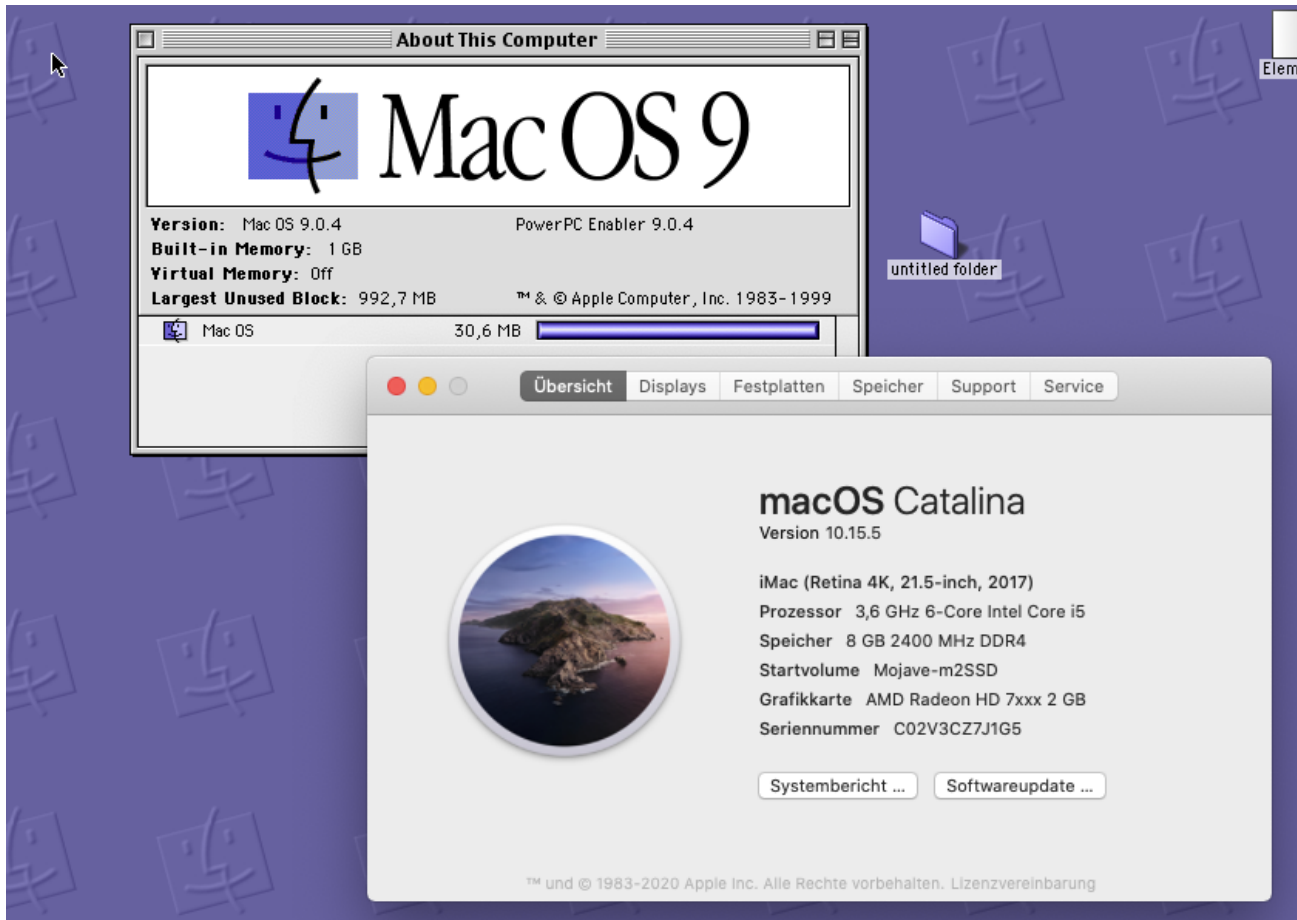 About This Computer
Mac OS 9
Version: Mac OS 9.0.4 PowerPC Enabler 9.0.4
Built-in Memory: 1 GB
Virtual Memory: Off
Largest Unused Block: 992,7 MB ™ & © Apple Computer, Inc. 1983-1999
Mac OS 30,6 MB
Elem
untitled folder
Übersicht Displays Festplatten Speicher Support Service
macOS Catalina
Version 10.15.5
iMac (Retina 4K, 21.5-inch, 2017)
Prozessor 3,6 GHz 6-Core Intel Core i5
Speicher 8 GB 2400 MHz DDR4
Startvolume Mojave-m2SSD
Grafikkarte AMD Radeon HD 7xxx 2 GB
Seriennummer C02V3CZ7J1G5
Systembericht ... Softwareupdate ...
™ und © 1983-2020 Apple Inc. Alle Rechte vorbehalten. Lizenzvereinbarung